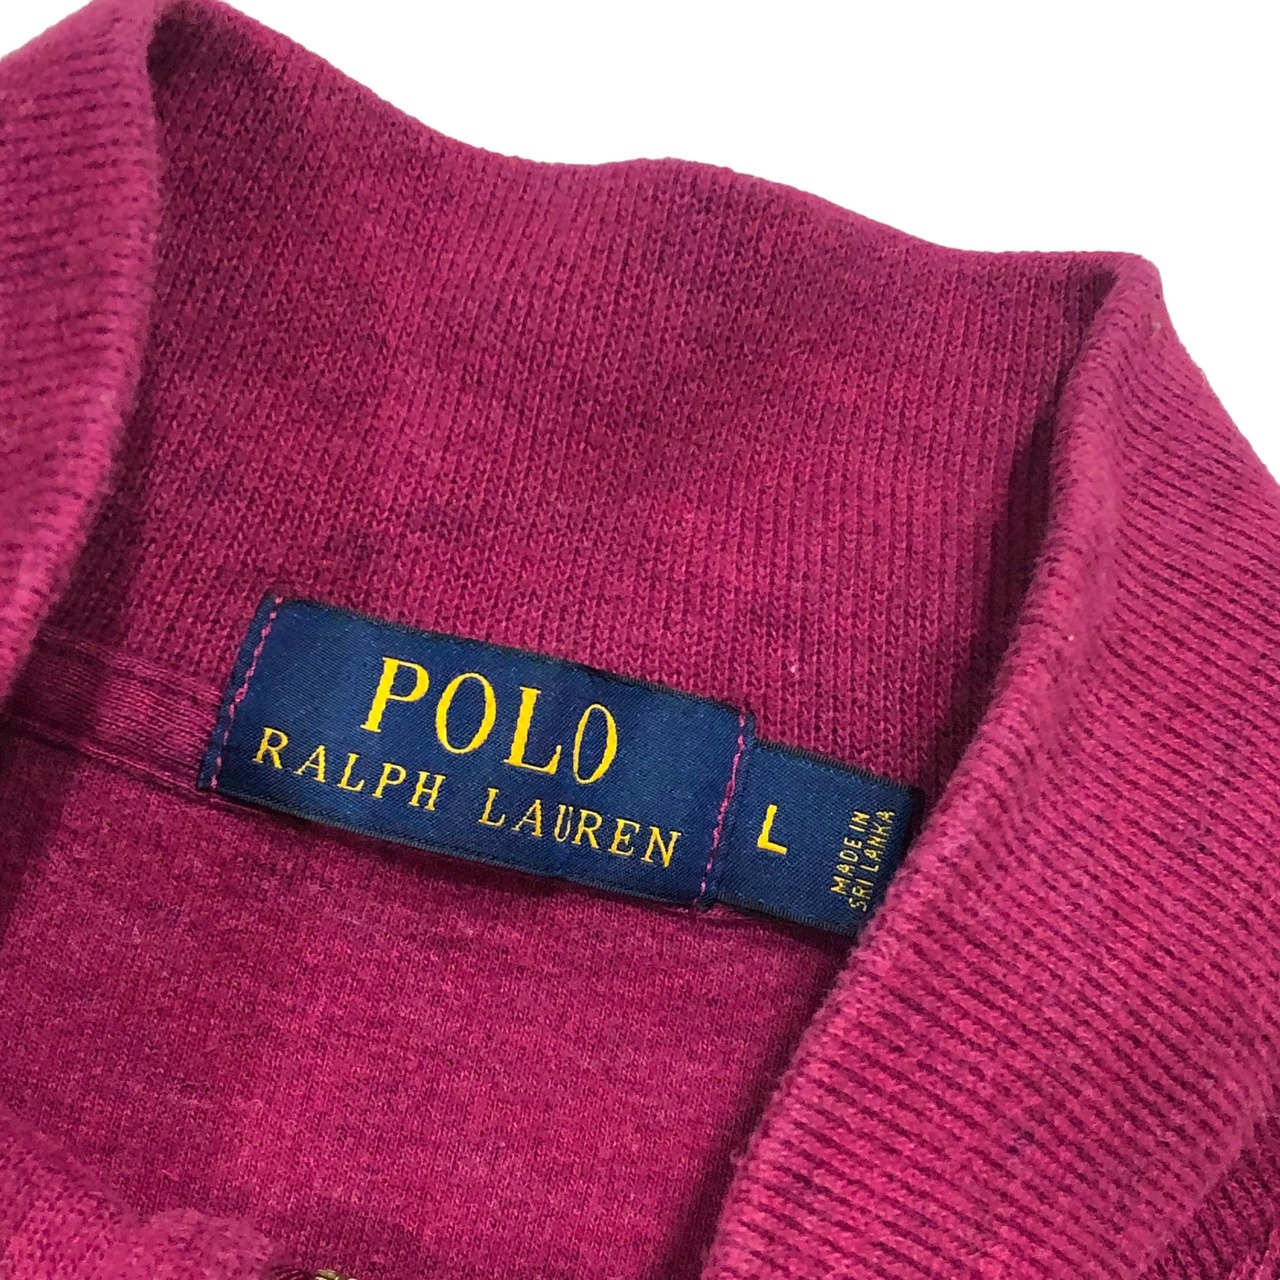 POLO
RALPH LAUREN
L
MADE IN
SRI LANKA